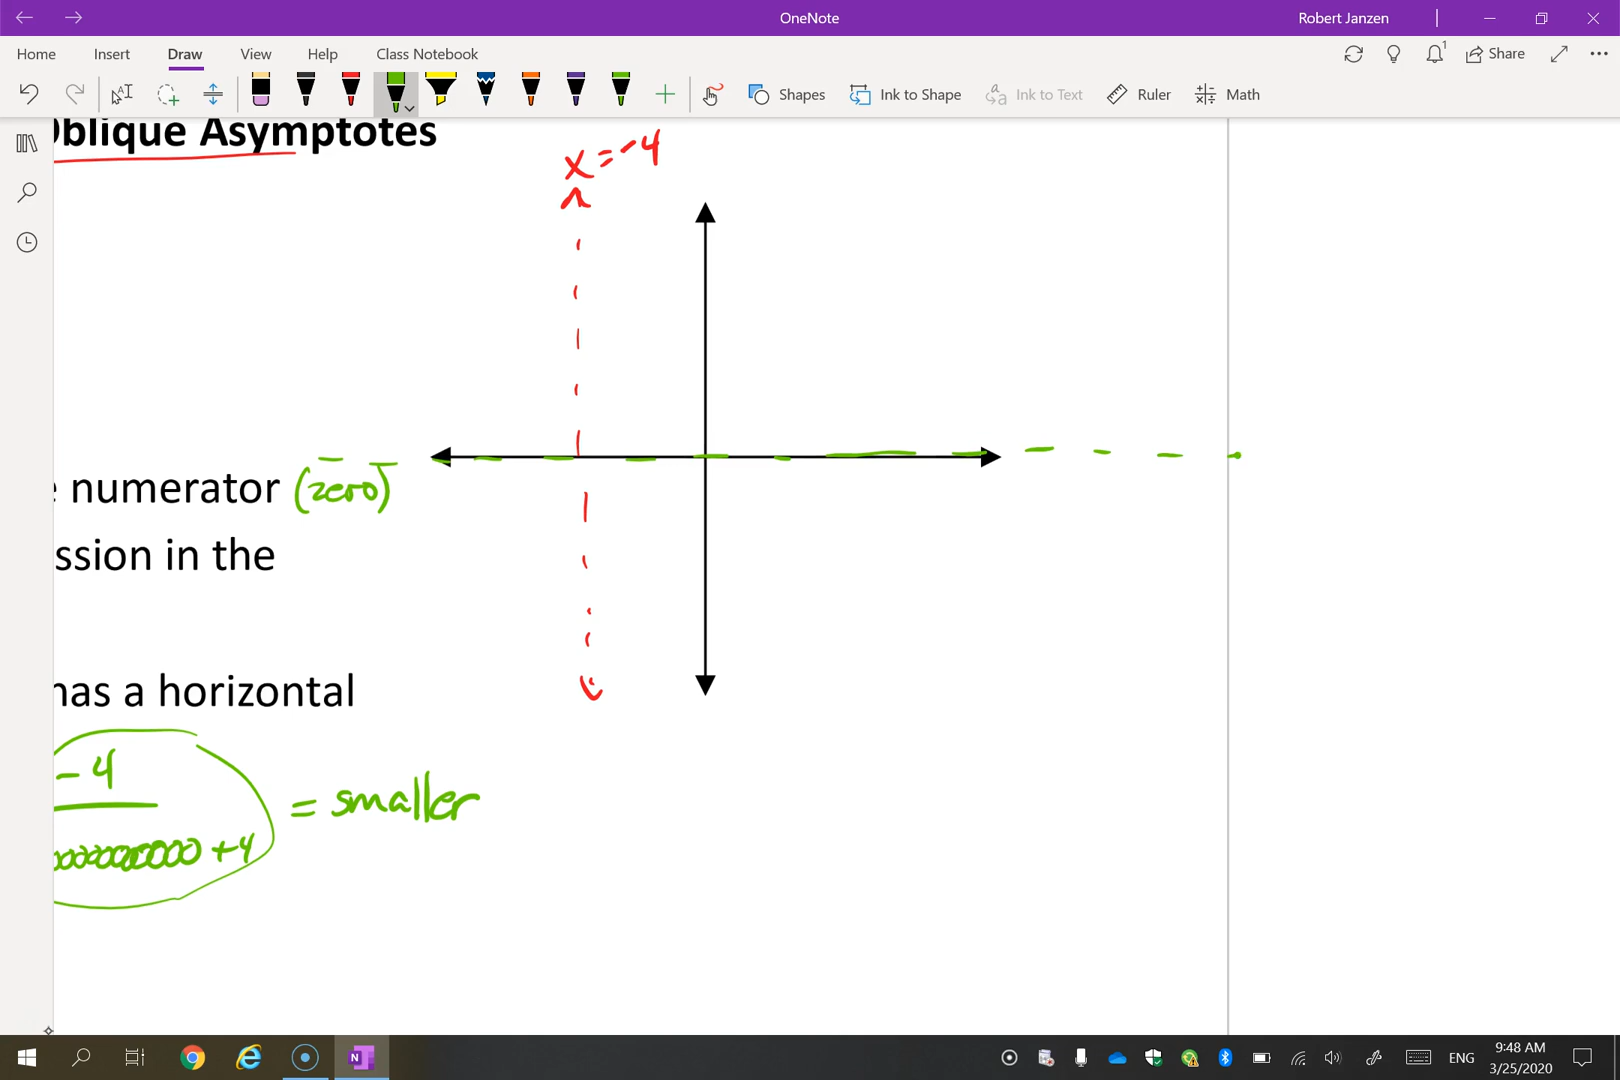 OneNote
Robert Janzen
Home Insert Draw View Help Class Notebook
1
Share
Shapes Ink to Shape Ink to Text Ruler Math
Oblique Asymptotes
x = -4
numerator (zero)
ssion in the
has a horizontal
- 4
= smaller
+4
ENG
9:48 AM
3/25/2020